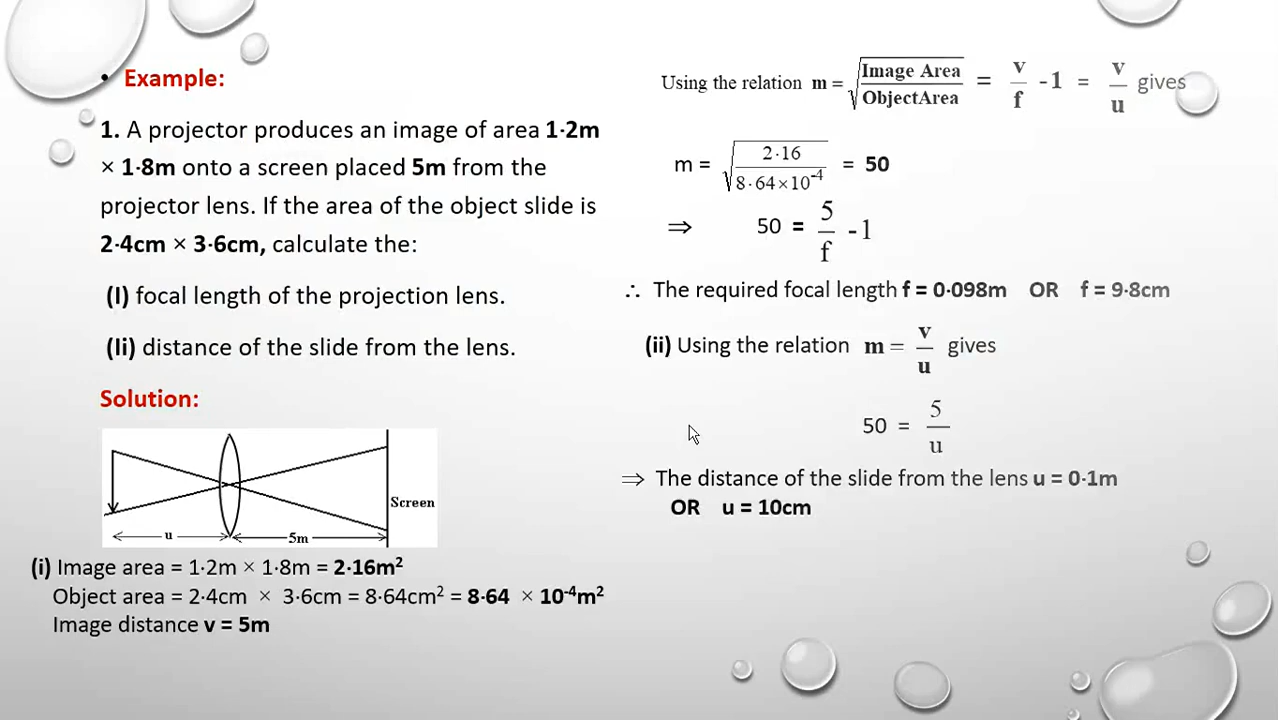 • Example:
1. A projector produces an image of area 1·2m
× 1·8m onto a screen placed 5m from the
projector lens. If the area of the object slide is
2·4cm × 3·6cm, calculate the:
(I) focal length of the projection lens.
(Ii) distance of the slide from the lens.
Solution:
Screen
u 5m
(i) Image area = 1·2m × 1·8m = 2·16m²
Object area = 2·4cm × 3·6cm = 8·64cm² = 8·64 × 10⁻⁴m²
Image distance v = 5m
Using the relation m = √(Image Area / ObjectArea) = v/f -1 = v/u gives
m = √(2·16 / 8·64×10⁻⁴) = 50
⇒ 50 = 5/f -1
∴ The required focal length f = 0·098m OR f = 9·8cm
(ii) Using the relation m = v/u gives
50 = 5/u
⇒ The distance of the slide from the lens u = 0·1m
OR u = 10cm